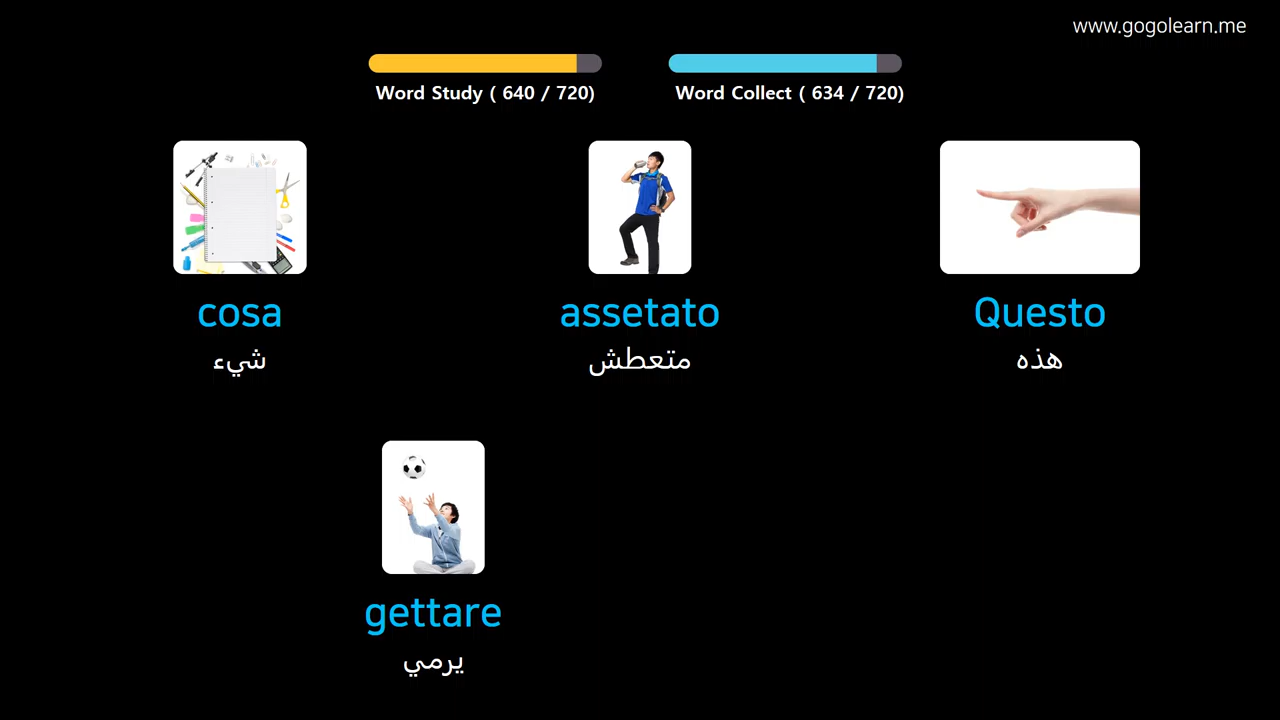 www.gogolearn.me
Word Study ( 640 / 720)
Word Collect ( 634 / 720)
cosa
شيء
assetato
متعطش
Questo
هذه
gettare
يرمي